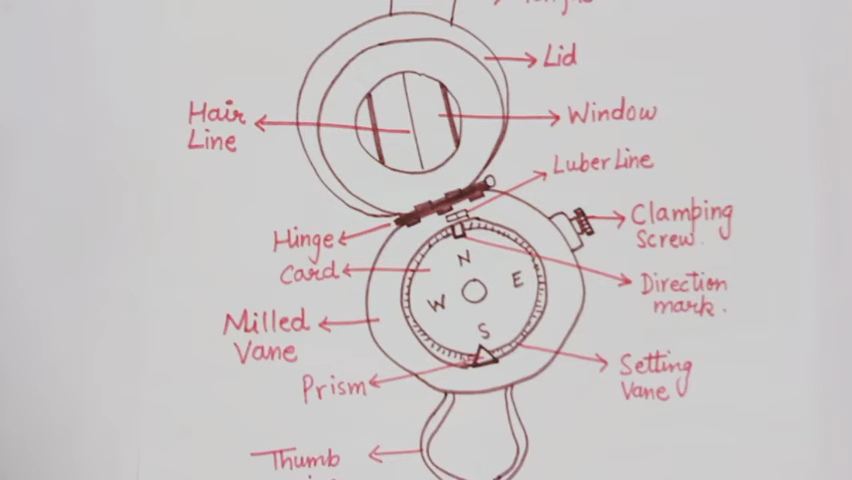 Lid
Hair
Line
Window
Luber Line
Clamping
Screw.
Hinge
Card
Direction
mark.
N
E
W
S
Milled
Vane
Prism
Setting
Vane
Thumb